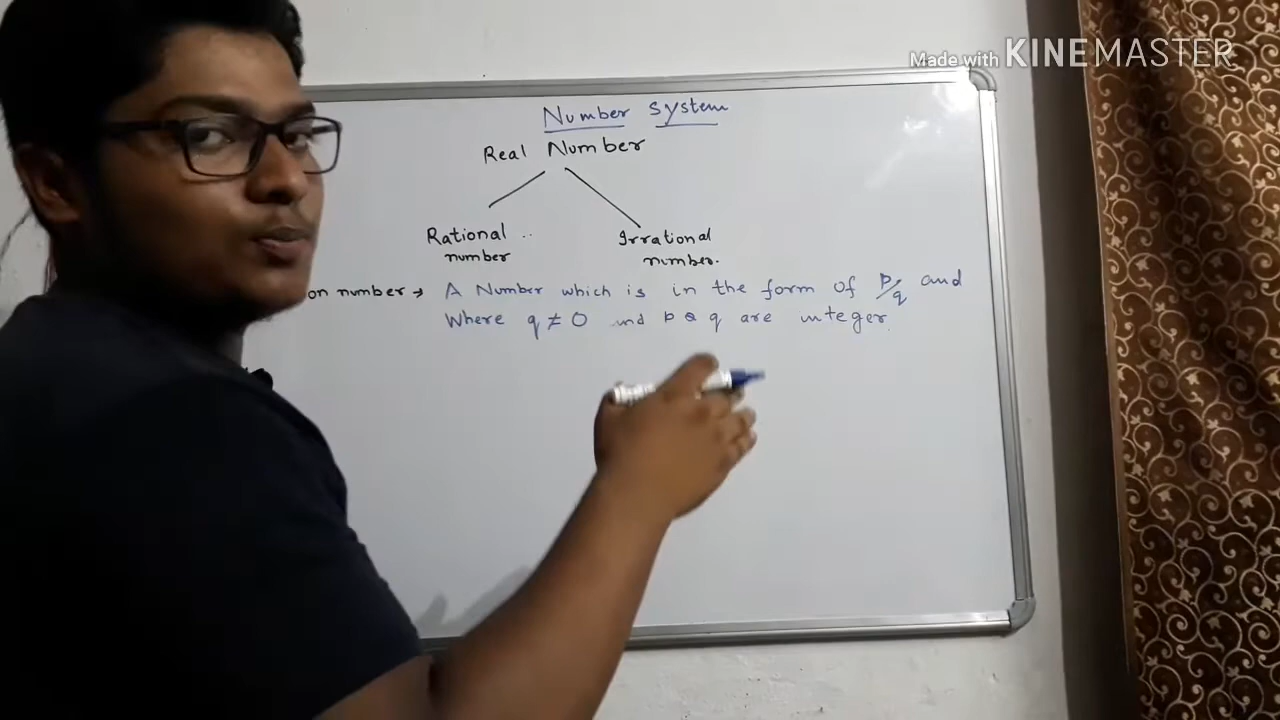 Made with KINEMASTER
Number system
Real Number
Rational
number
Irrational
number.
on number → A Number which is in the form of P/q and
Where q ≠ 0 and p & q are integer.